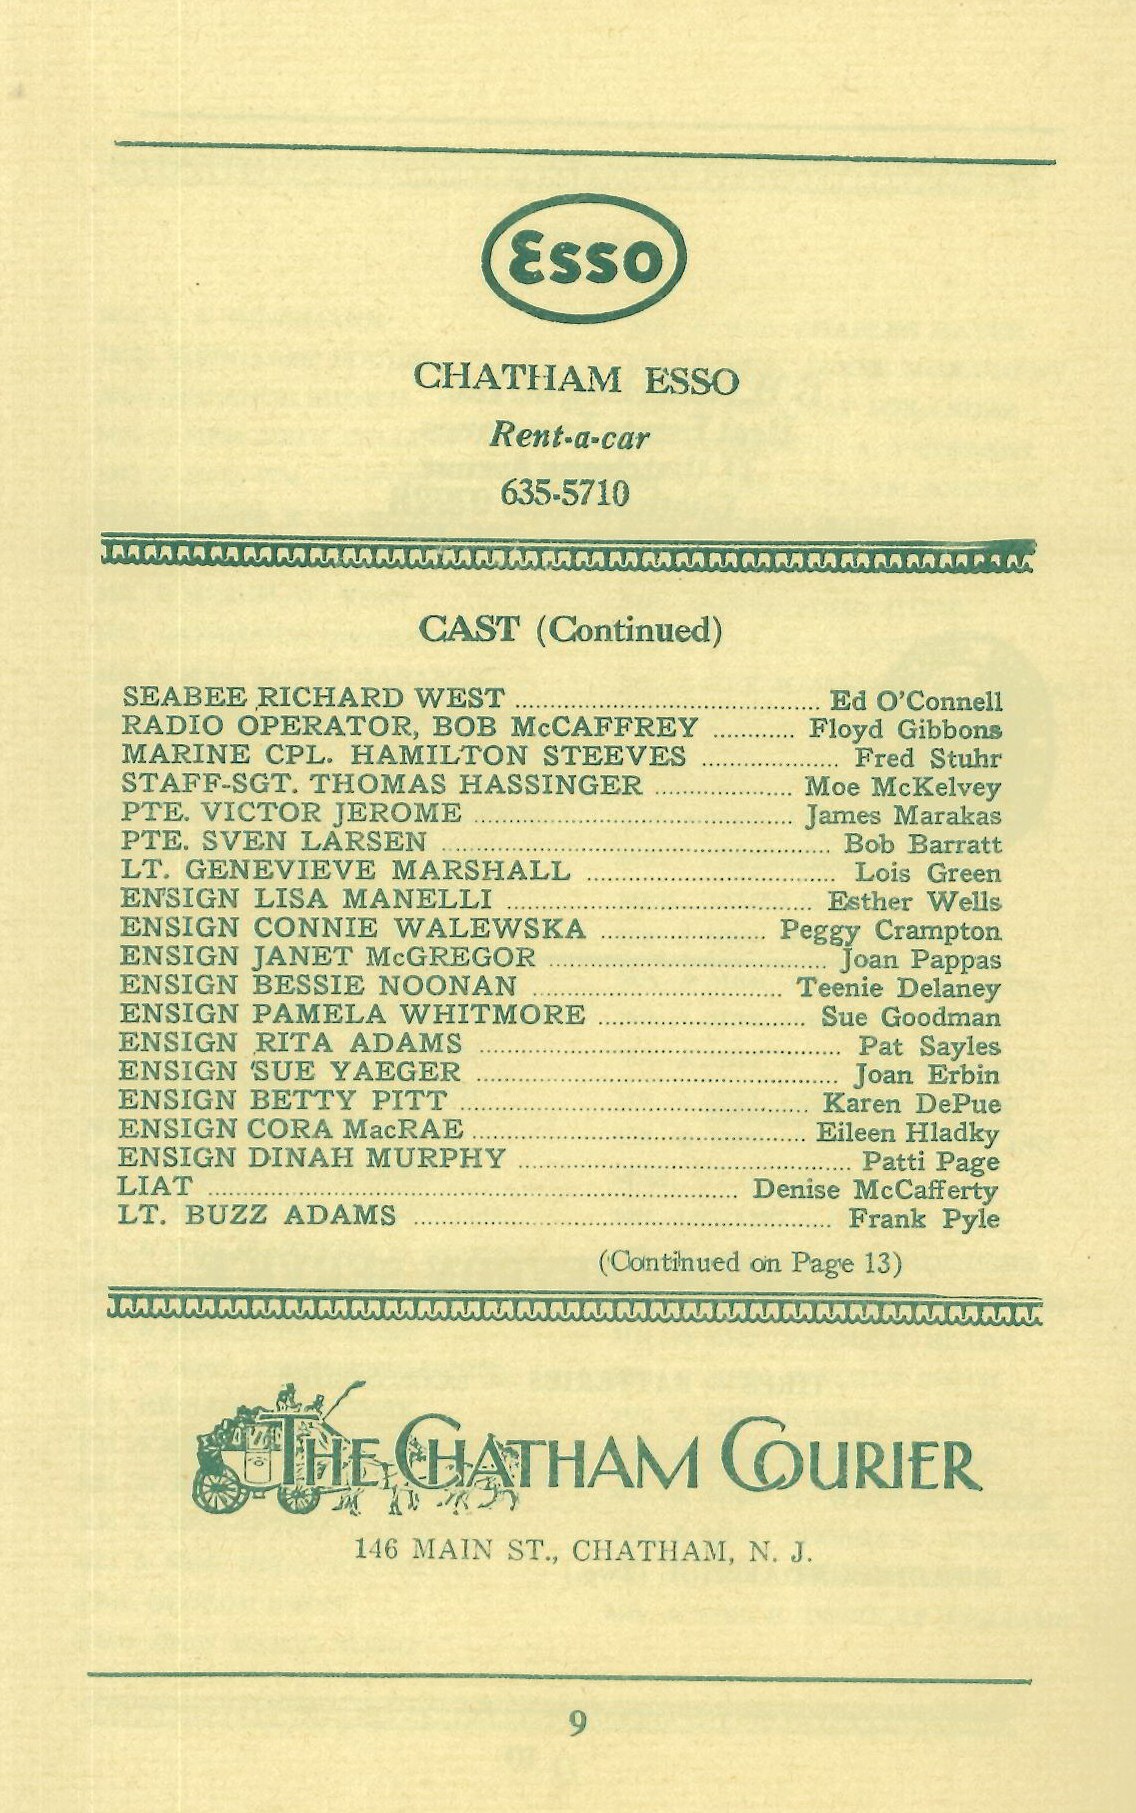 Esso
CHATHAM ESSO
Rent-a-car
635-5710
CAST (Continued)
SEABEE RICHARD WEST ........ Ed O'Connell
RADIO OPERATOR, BOB McCAFFREY ........ Floyd Gibbons
MARINE CPL. HAMILTON STEEVES ........ Fred Stuhr
STAFF-SGT. THOMAS HASSINGER ........ Moe McKelvey
PTE. VICTOR JEROME ........ James Marakas
PTE. SVEN LARSEN ........ Bob Barratt
LT. GENEVIEVE MARSHALL ........ Lois Green
ENSIGN LISA MANELLI ........ Esther Wells
ENSIGN CONNIE WALEWSKA ........ Peggy Crampton
ENSIGN JANET McGREGOR ........ Joan Pappas
ENSIGN BESSIE NOONAN ........ Teenie Delaney
ENSIGN PAMELA WHITMORE ........ Sue Goodman
ENSIGN RITA ADAMS ........ Pat Sayles
ENSIGN SUE YAEGER ........ Joan Erbin
ENSIGN BETTY PITT ........ Karen DePue
ENSIGN CORA MacRAE ........ Eileen Hladky
ENSIGN DINAH MURPHY ........ Patti Page
LIAT ........ Denise McCafferty
LT. BUZZ ADAMS ........ Frank Pyle
(Continued on Page 13)
THE CHATHAM COURIER
146 MAIN ST., CHATHAM, N. J.
9